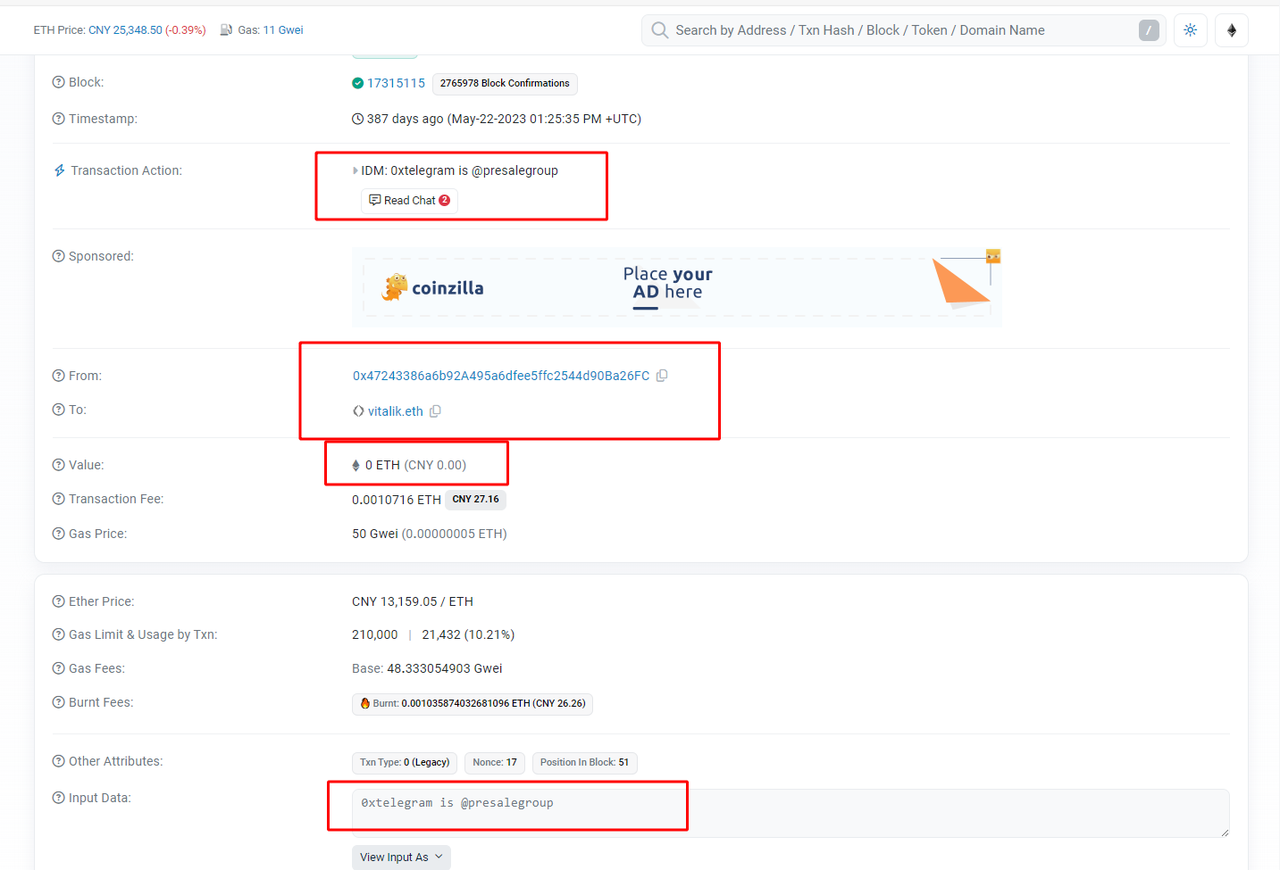 ETH Price: CNY 25,348.50 (-0.39%) Gas: 11 Gwei
Search by Address / Txn Hash / Block / Token / Domain Name /
Block: 17315115 2765978 Block Confirmations
Timestamp: 387 days ago (May-22-2023 01:25:35 PM +UTC)
Transaction Action: IDM: 0xtelegram is @presalegroup
Read Chat 2
Sponsored: coinzilla Place your
AD here
From: 0x47243386a6b92A495a6dfee5ffc2544d90Ba26FC
To: vitalik.eth
Value: 0 ETH (CNY 0.00)
Transaction Fee: 0.0010716 ETH CNY 27.16
Gas Price: 50 Gwei (0.00000005 ETH)
Ether Price: CNY 13,159.05 / ETH
Gas Limit & Usage by Txn: 210,000 | 21,432 (10.21%)
Gas Fees: Base: 48.333054903 Gwei
Burnt Fees: Burnt: 0.001035874032681096 ETH (CNY 26.26)
Other Attributes: Txn Type: 0 (Legacy) Nonce: 17 Position In Block: 51
Input Data: 0xtelegram is @presalegroup
View Input As